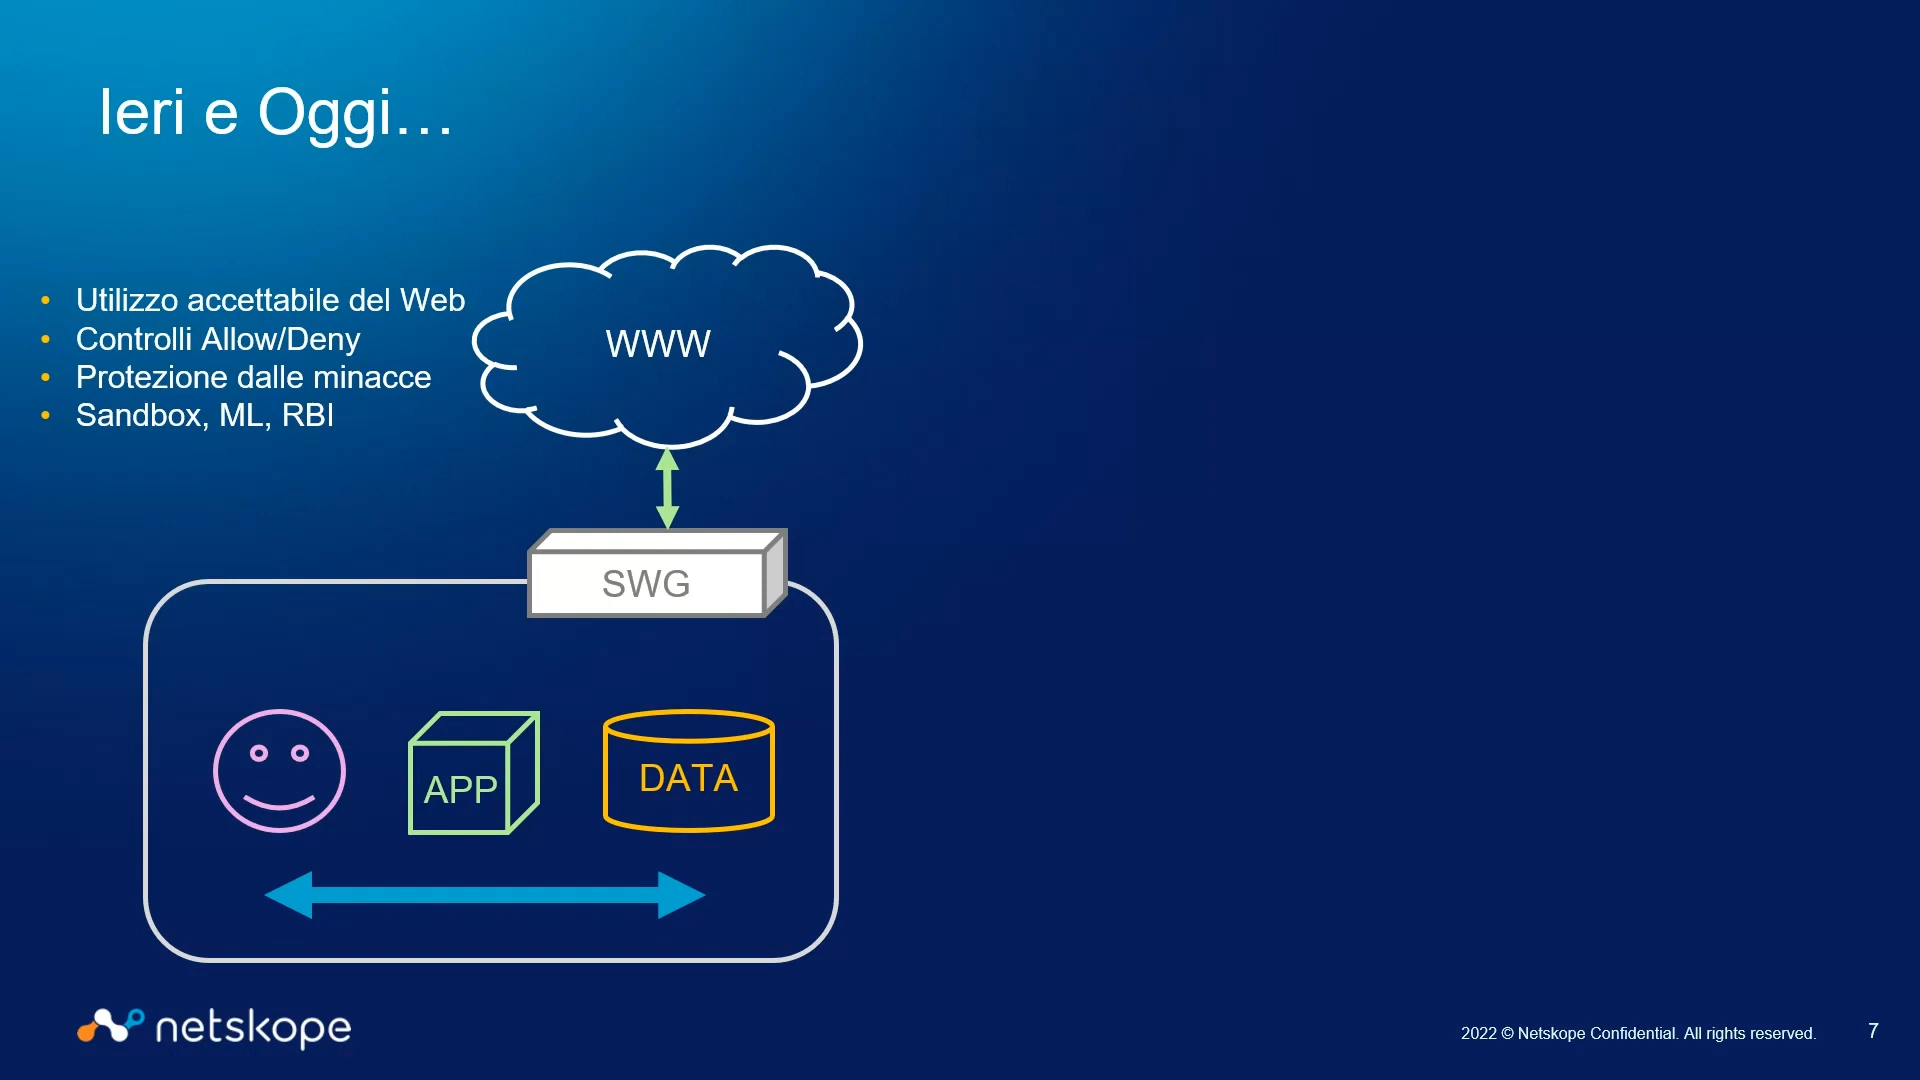 Ieri e Oggi…
• Utilizzo accettabile del Web
• Controlli Allow/Deny
• Protezione dalle minacce
• Sandbox, ML, RBI
WWW
SWG
APP
DATA
netskope
2022 © Netskope Confidential. All rights reserved.
7